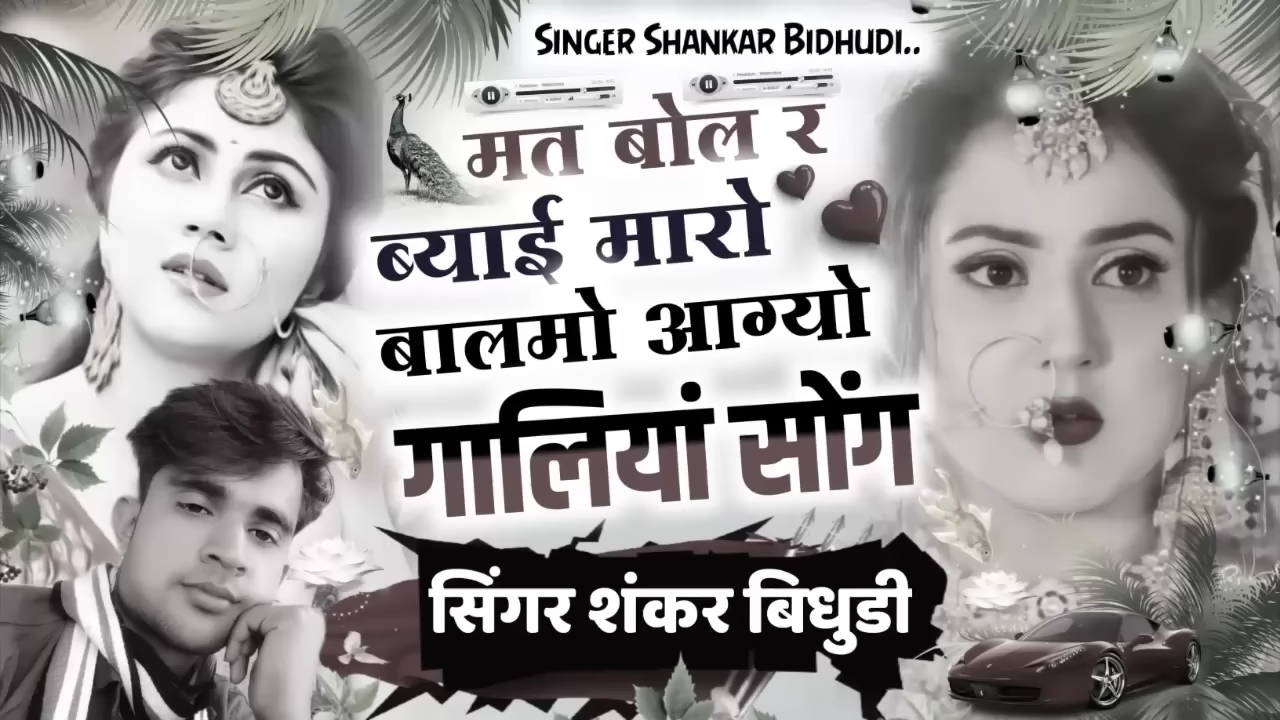 SINGER SHANKAR BIDHUDI..
मत बोल र
ब्याई मारो
बालमो आग्यो
गालियां सोंग
सिंगर शंकर बिधुडी